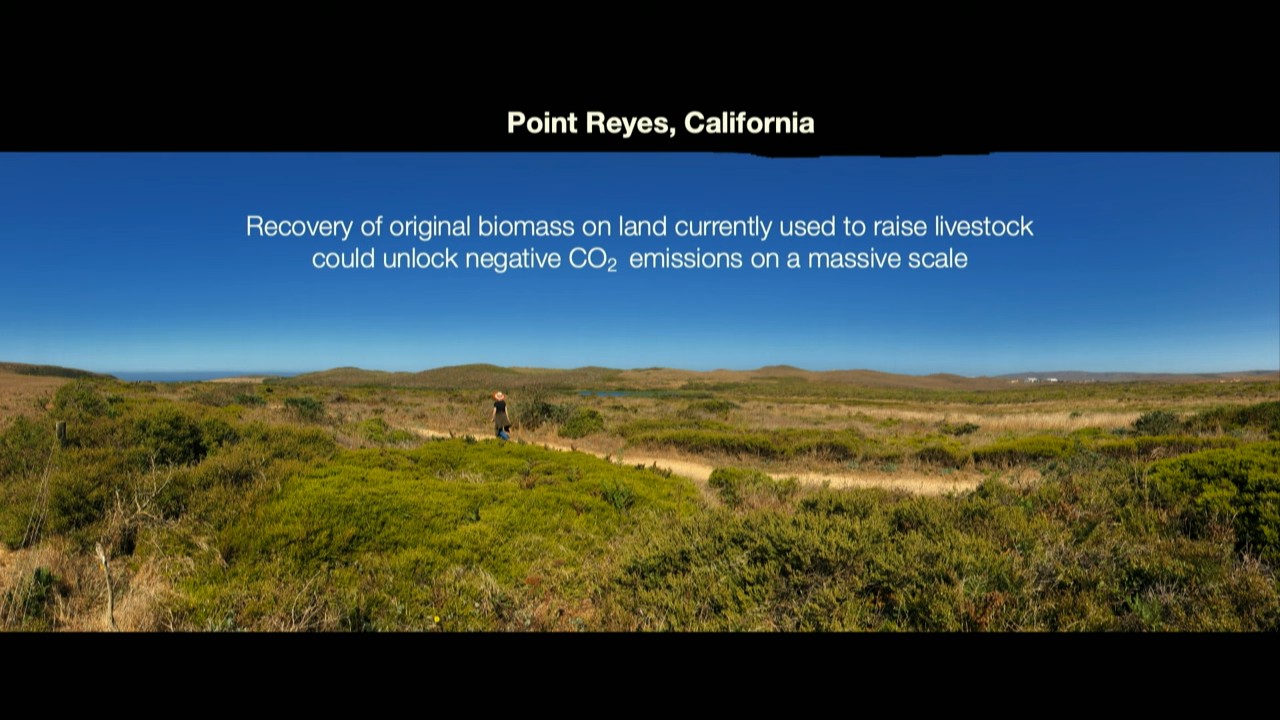 Point Reyes, California
Recovery of original biomass on land currently used to raise livestock
could unlock negative CO₂ emissions on a massive scale